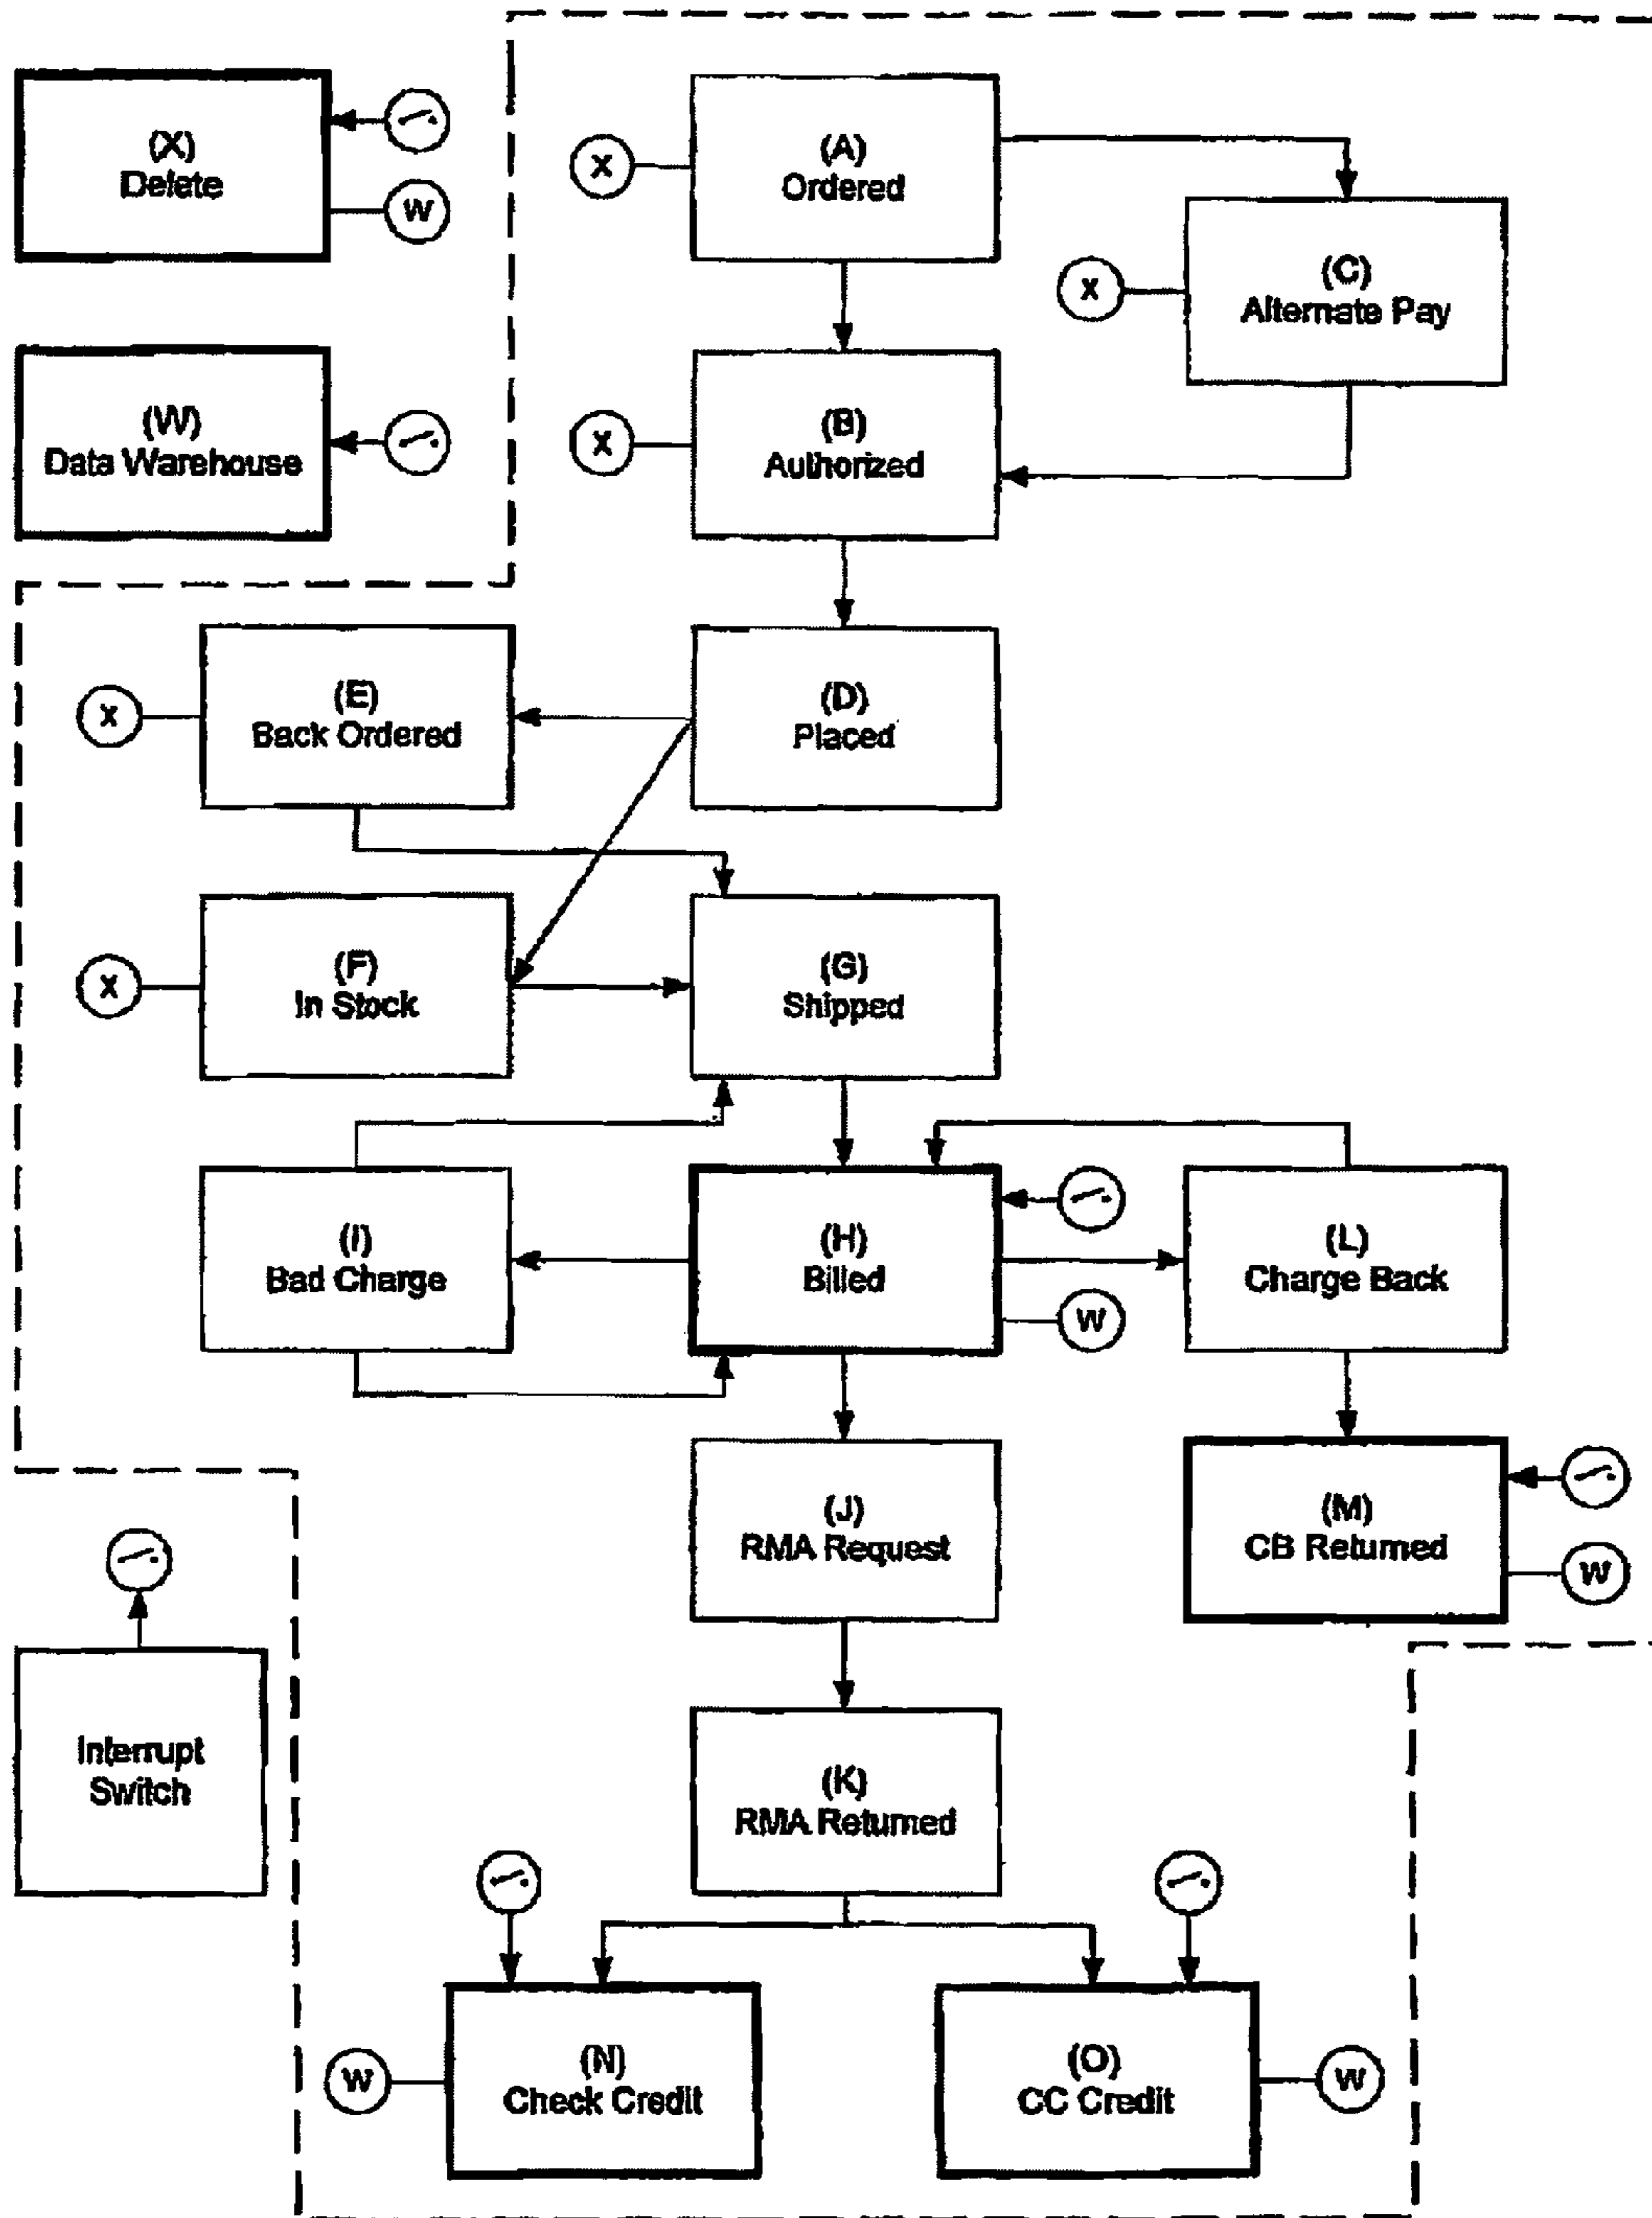 (X)
Delete
W
(W)
Data Warehouse
X
(A)
Ordered
X
(C)
Alternate Pay
X
(B)
Authorized
X
(E)
Back Ordered
(D)
Placed
X
(F)
In Stock
(G)
Shipped
(I)
Bad Charge
(H)
Billed
W
(L)
Charge Back
(J)
RMA Request
(M)
CB Returned
W
Interrupt
Switch
(K)
RMA Returned
W
(N)
Check Credit
(O)
CC Credit
W